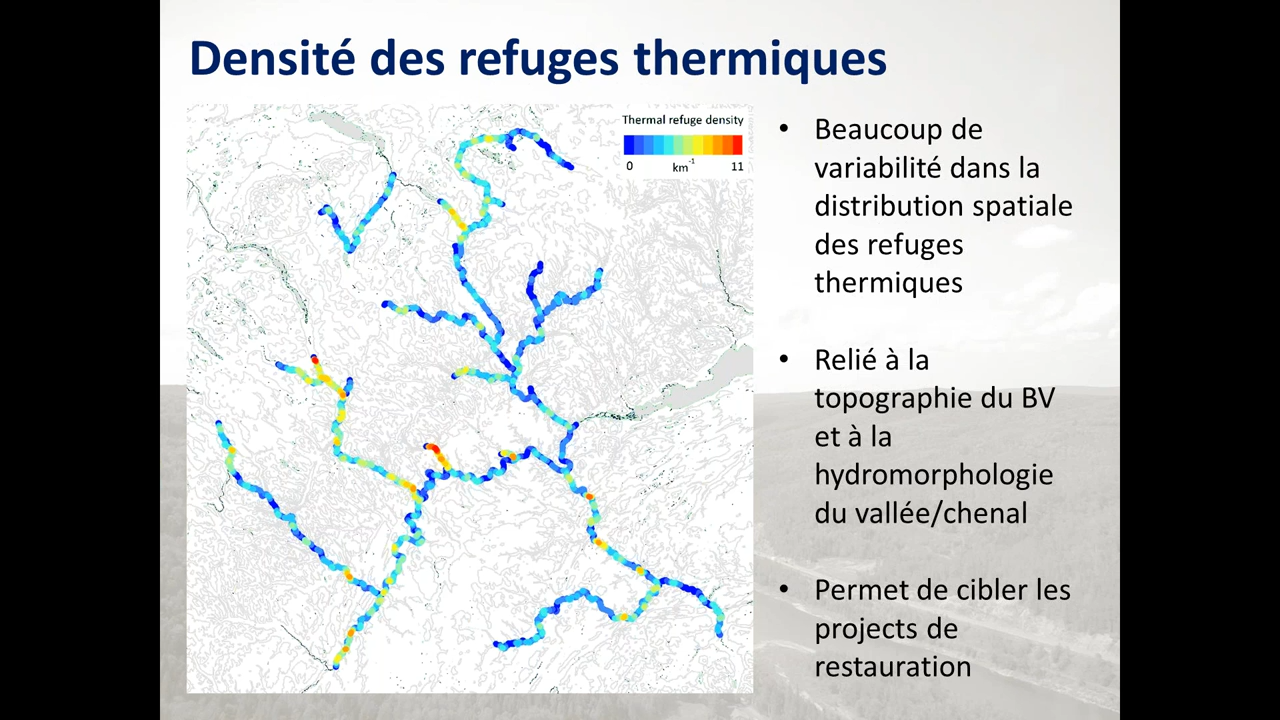 Densité des refuges thermiques
Thermal refuge density
0 km-1 11
• Beaucoup de
variabilité dans la
distribution spatiale
des refuges
thermiques
• Relié à la
topographie du BV
et à la
hydromorphologie
du vallée/chenal
• Permet de cibler les
projects de
restauration